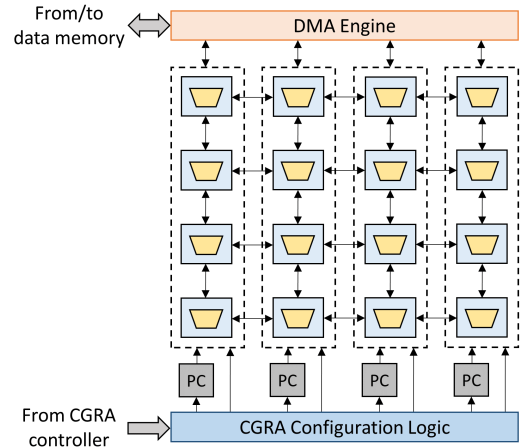 From/to
data memory
DMA Engine
PC PC PC PC
From CGRA
controller
CGRA Configuration Logic